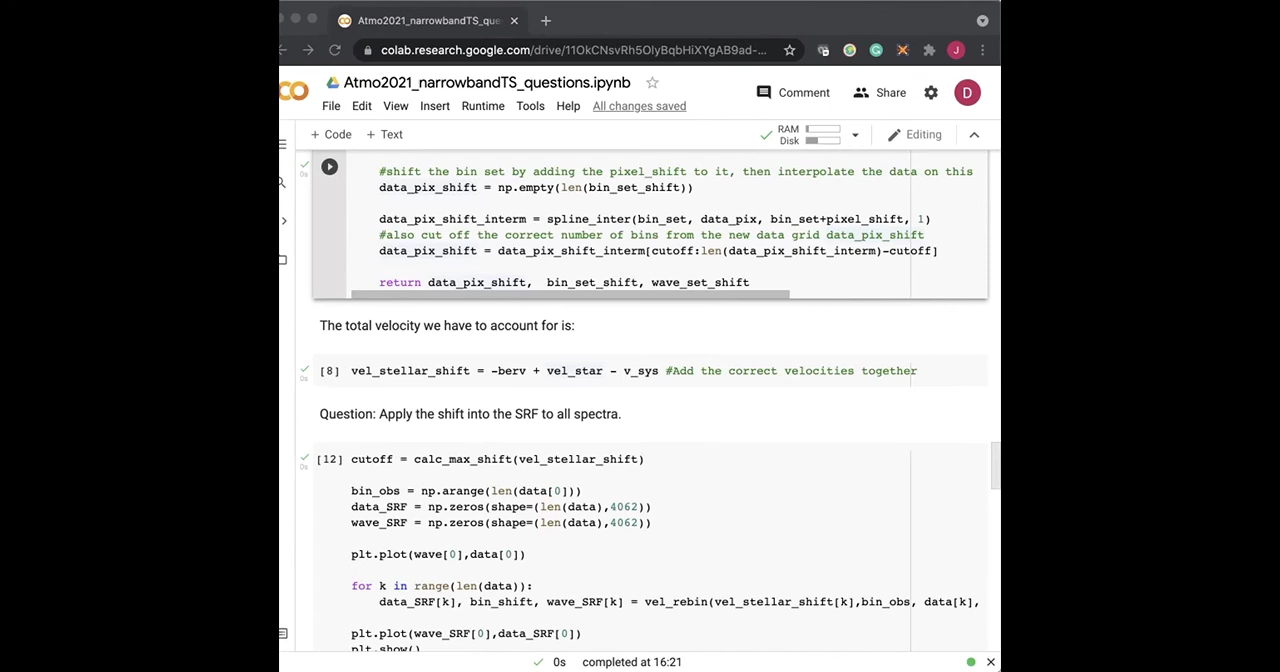 Atmo2021_narrowbandTS_que
colab.research.google.com/drive/11OkCNsvRh5OlyBqbHiXYgAB9ad-...
J
Atmo2021_narrowbandTS_questions.ipynb
Comment
Share
D
File Edit View Insert Runtime Tools Help All changes saved
+ Code + Text
RAM
Disk
Editing
0s
#shift the bin set by adding the pixel_shift to it, then interpolate the data on this
data_pix_shift = np.empty(len(bin_set_shift))
data_pix_shift_interm = spline_inter(bin_set, data_pix, bin_set+pixel_shift, 1)
#also cut off the correct number of bins from the new data grid data_pix_shift
data_pix_shift = data_pix_shift_interm[cutoff:len(data_pix_shift_interm)-cutoff]
return data_pix_shift,  bin_set_shift, wave_set_shift
The total velocity we have to account for is:
0s
[8] vel_stellar_shift = -berv + vel_star - v_sys #Add the correct velocities together
Question: Apply the shift into the SRF to all spectra.
0s
[12] cutoff = calc_max_shift(vel_stellar_shift)
bin_obs = np.arange(len(data[0]))
data_SRF = np.zeros(shape=(len(data),4062))
wave_SRF = np.zeros(shape=(len(data),4062))
plt.plot(wave[0],data[0])
for k in range(len(data)):
data_SRF[k], bin_shift, wave_SRF[k] = vel_rebin(vel_stellar_shift[k],bin_obs, data[k],
plt.plot(wave_SRF[0],data_SRF[0])
plt.show()
0s completed at 16:21